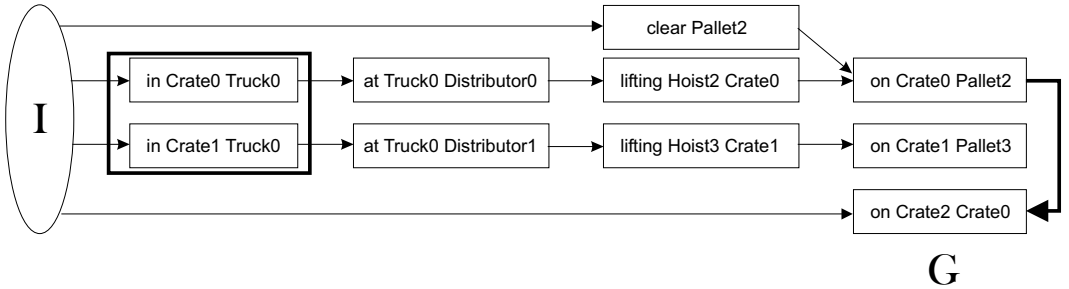 clear Pallet2
I
in Crate0 Truck0
at Truck0 Distributor0
lifting Hoist2 Crate0
on Crate0 Pallet2
in Crate1 Truck0
at Truck0 Distributor1
lifting Hoist3 Crate1
on Crate1 Pallet3
on Crate2 Crate0
G